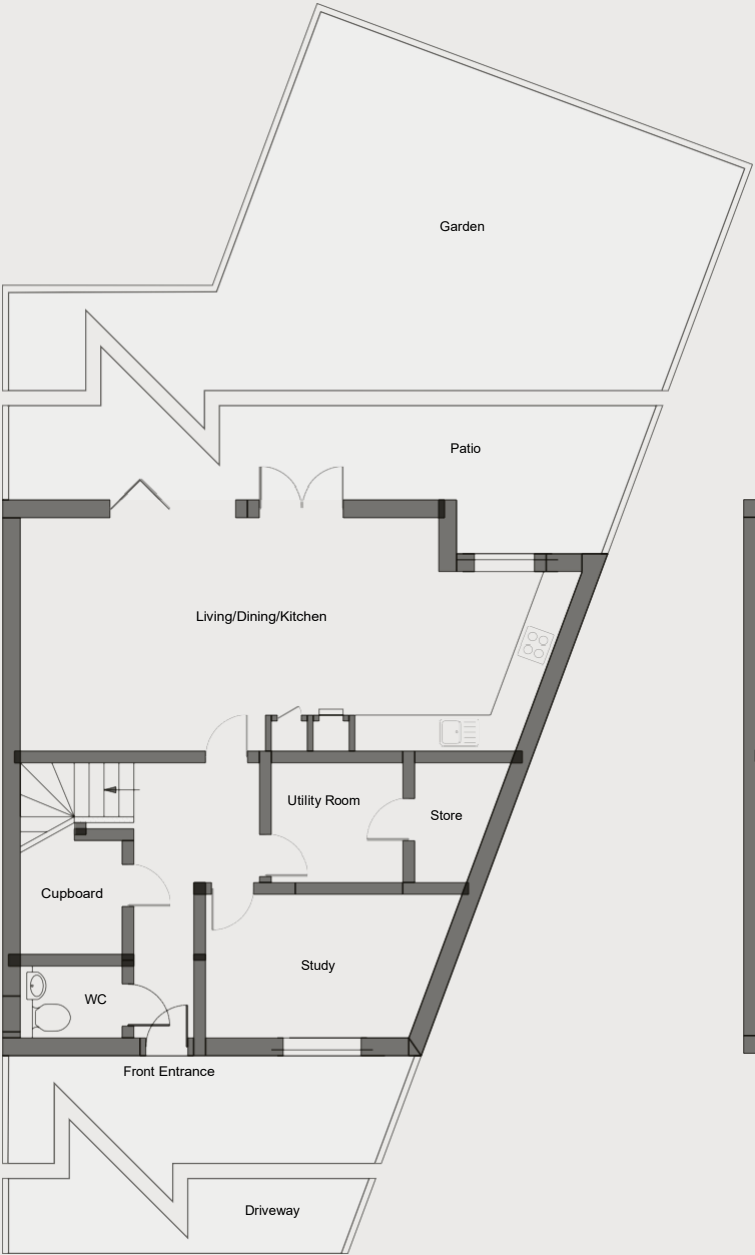 Garden
Patio
Living/Dining/Kitchen
Utility Room
Store
Cupboard
Study
WC
Front Entrance
Driveway